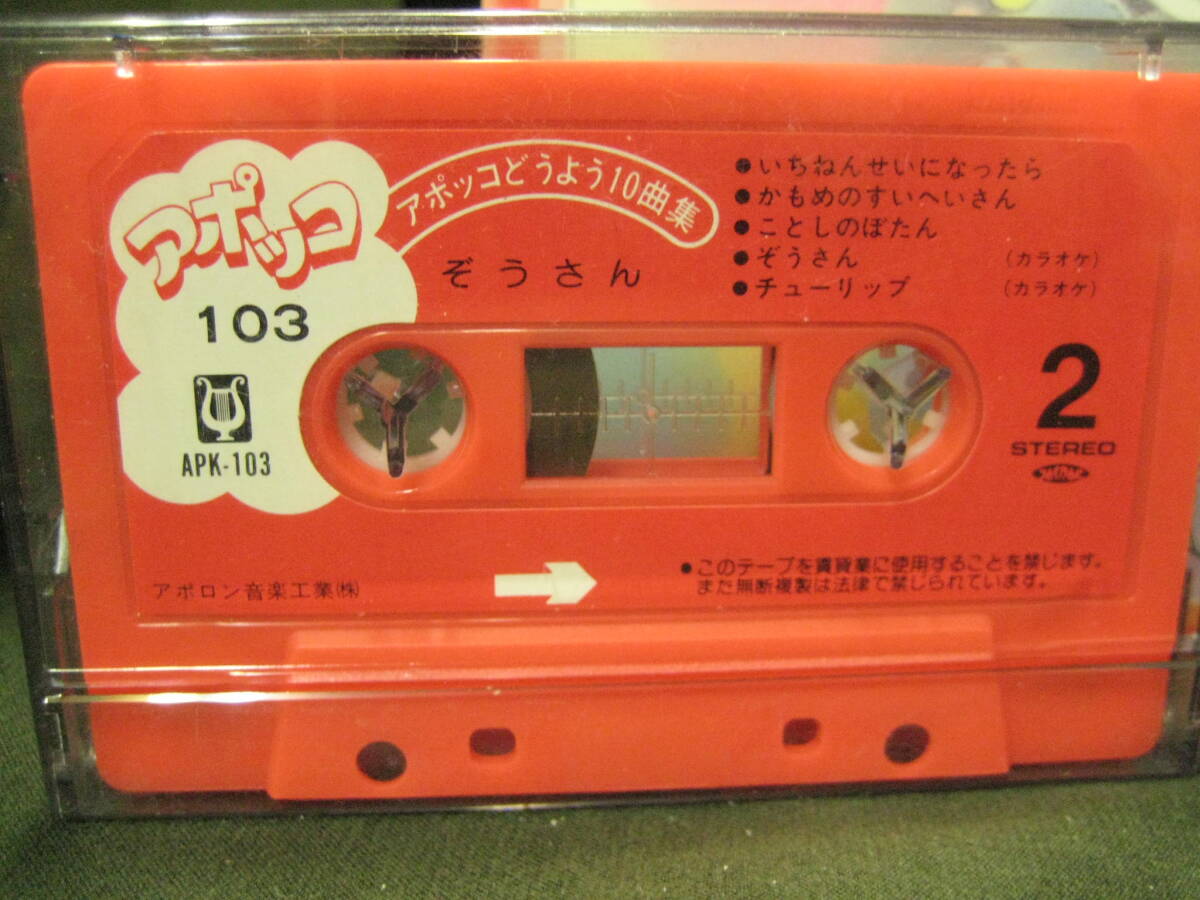 アポッコ
103
APK-103
アポッコどうよう10曲集
ぞうさん
●いちねんせいになったら
●かもめのすいへいさん
●ことしのぼたん
●ぞうさん (カラオケ)
●チューリップ (カラオケ)
2
STEREO
アポロン音楽工業㈱
●このテープを賃貸業に使用することを禁じます。
また無断複製は法律で禁じられています。